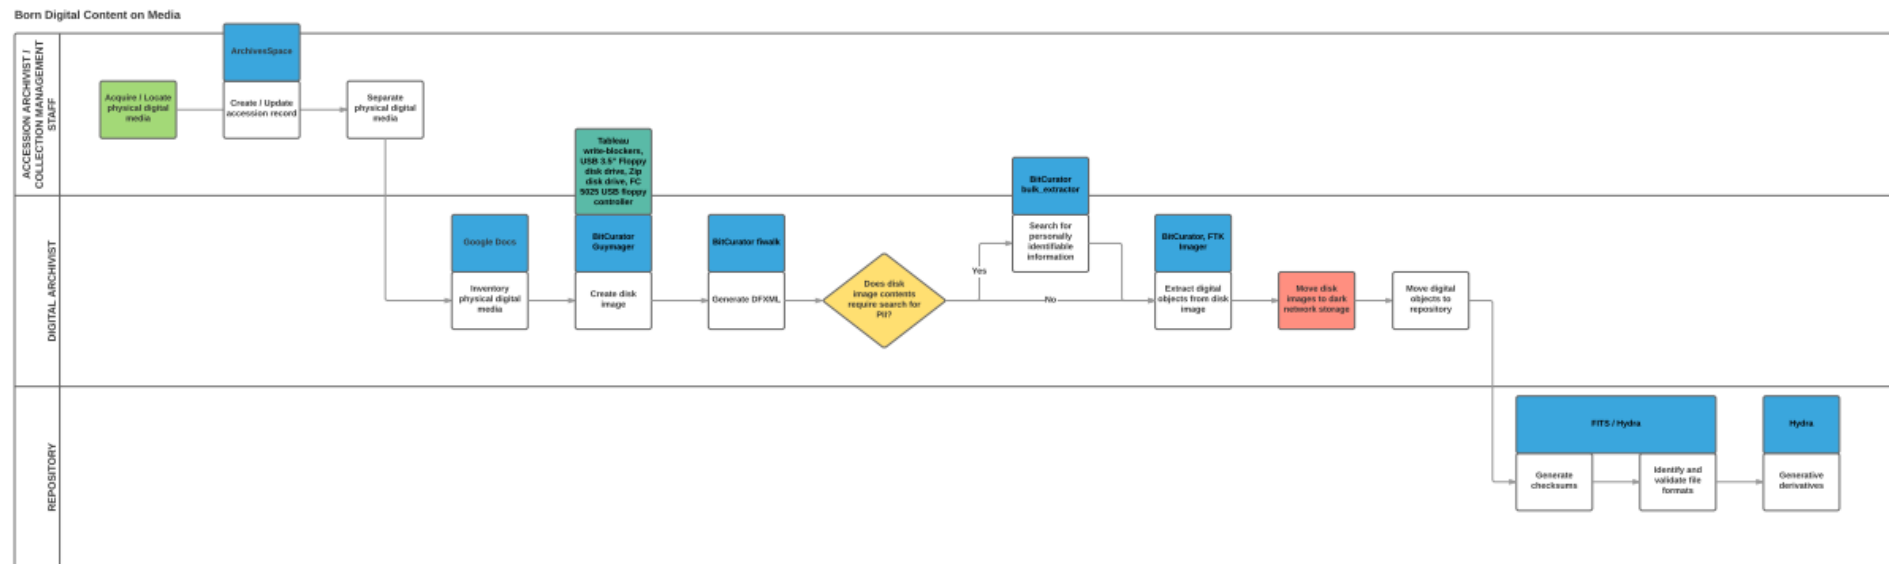 Born Digital Content on Media
ACCESSION ARCHIVIST /
COLLECTION MANAGEMENT
STAFF
Acquire / Locate
physical digital
media
ArchivesSpace
Create / Update
accession record
Separate
physical digital
media
DIGITAL ARCHIVIST
Google Docs
Inventory
physical digital
media
Tableau
write-blockers,
USB 3.5" Floppy
disk drive, Zip
disk drive, FC
5025 USB floppy
controller
BitCurator
Guymager
Create disk
image
BitCurator fiwalk
Generate DFXML
Does disk
image contents
require search for
PII?
Yes
No
BitCurator
bulk_extractor
Search for
personally
identifiable
information
BitCurator, FTK
Imager
Extract digital
objects from disk
image
Move disk
images to dark
network storage
Move digital
objects to
repository
REPOSITORY
FITS / Hydra
Generate
checksums
Identify and
validate file
formats
Hydra
Generative
derivatives